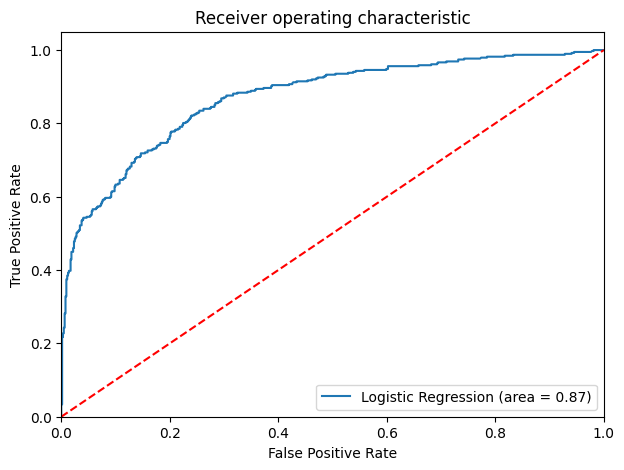 Receiver operating characteristic
True Positive Rate
1.0
0.8
0.6
0.4
0.2
0.0
0.0 0.2 0.4 0.6 0.8 1.0
False Positive Rate
Logistic Regression (area = 0.87)